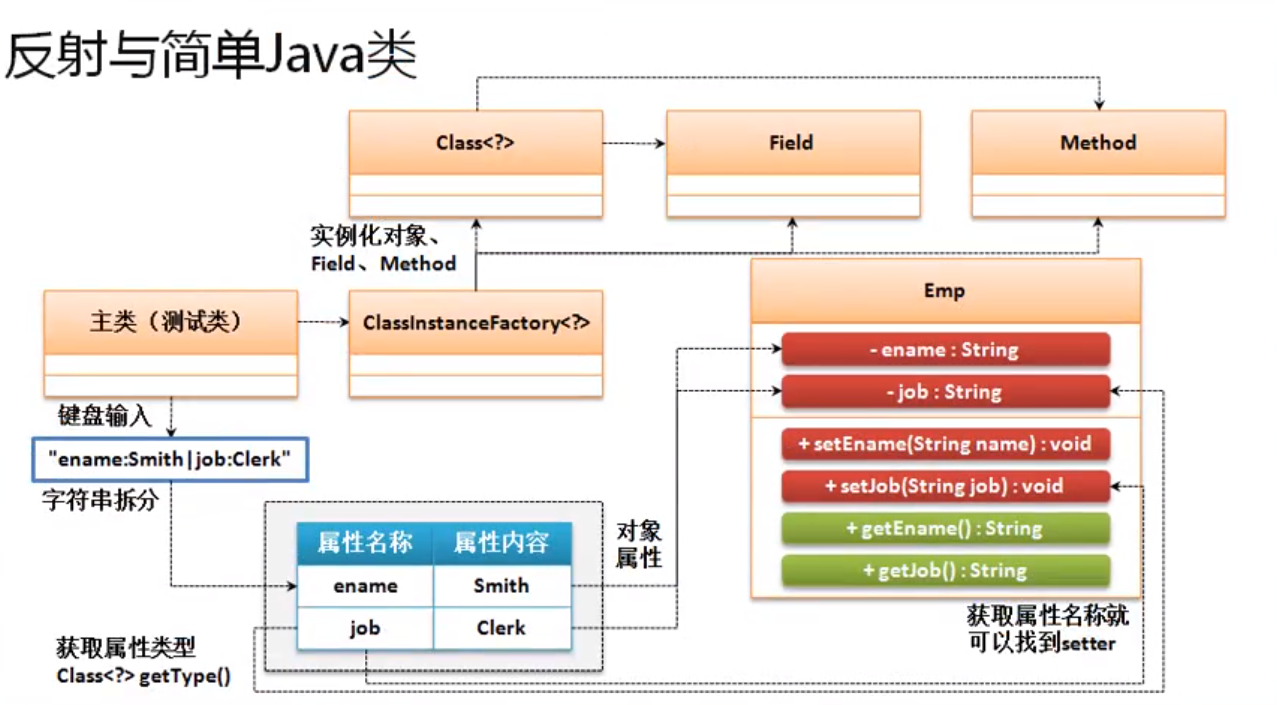 反射与简单Java类
Class<?>
Field
Method
实例化对象、
Field、Method
主类（测试类）
ClassInstanceFactory<?>
Emp
- ename : String
- job : String
+ setEname(String name) : void
+ setJob(String job) : void
+ getEname() : String
+ getJob() : String
键盘输入
"ename:Smith|job:Clerk"
字符串拆分
属性名称 属性内容
ename Smith
job Clerk
对象
属性
获取属性名称就
可以找到setter
获取属性类型
Class<?> getType()